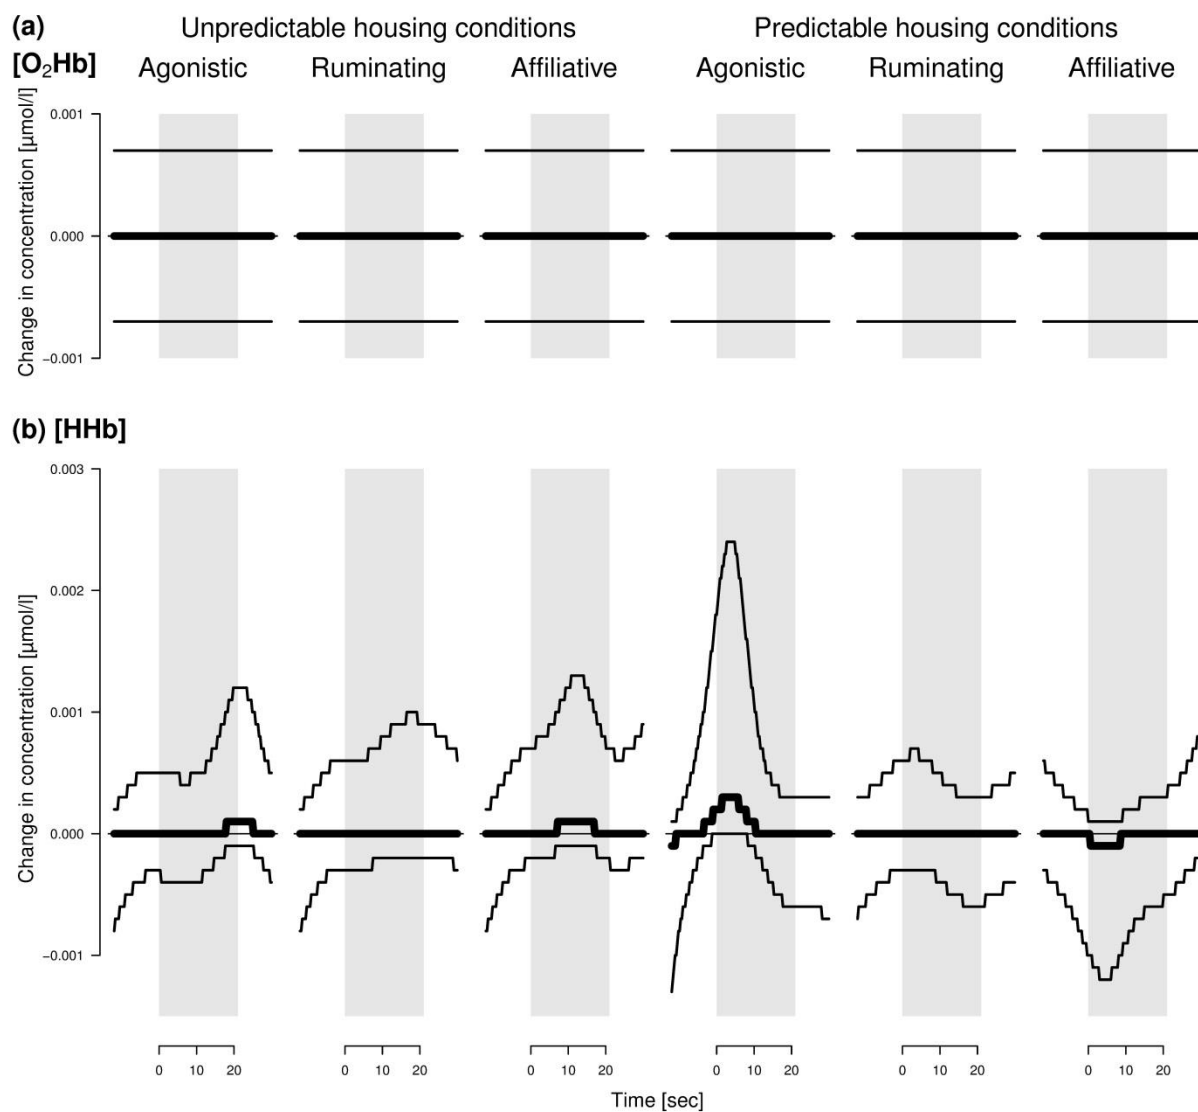 (a) Unpredictable housing conditions Predictable housing conditions
[O₂Hb] Agonistic Ruminating Affiliative Agonistic Ruminating Affiliative
Change in concentration [µmol/l]
0.001
0.000
−0.001
(b) [HHb]
Change in concentration [µmol/l]
0.003
0.002
0.001
0.000
−0.001
0 10 20 0 10 20 0 10 20 0 10 20 0 10 20 0 10 20
Time [sec]